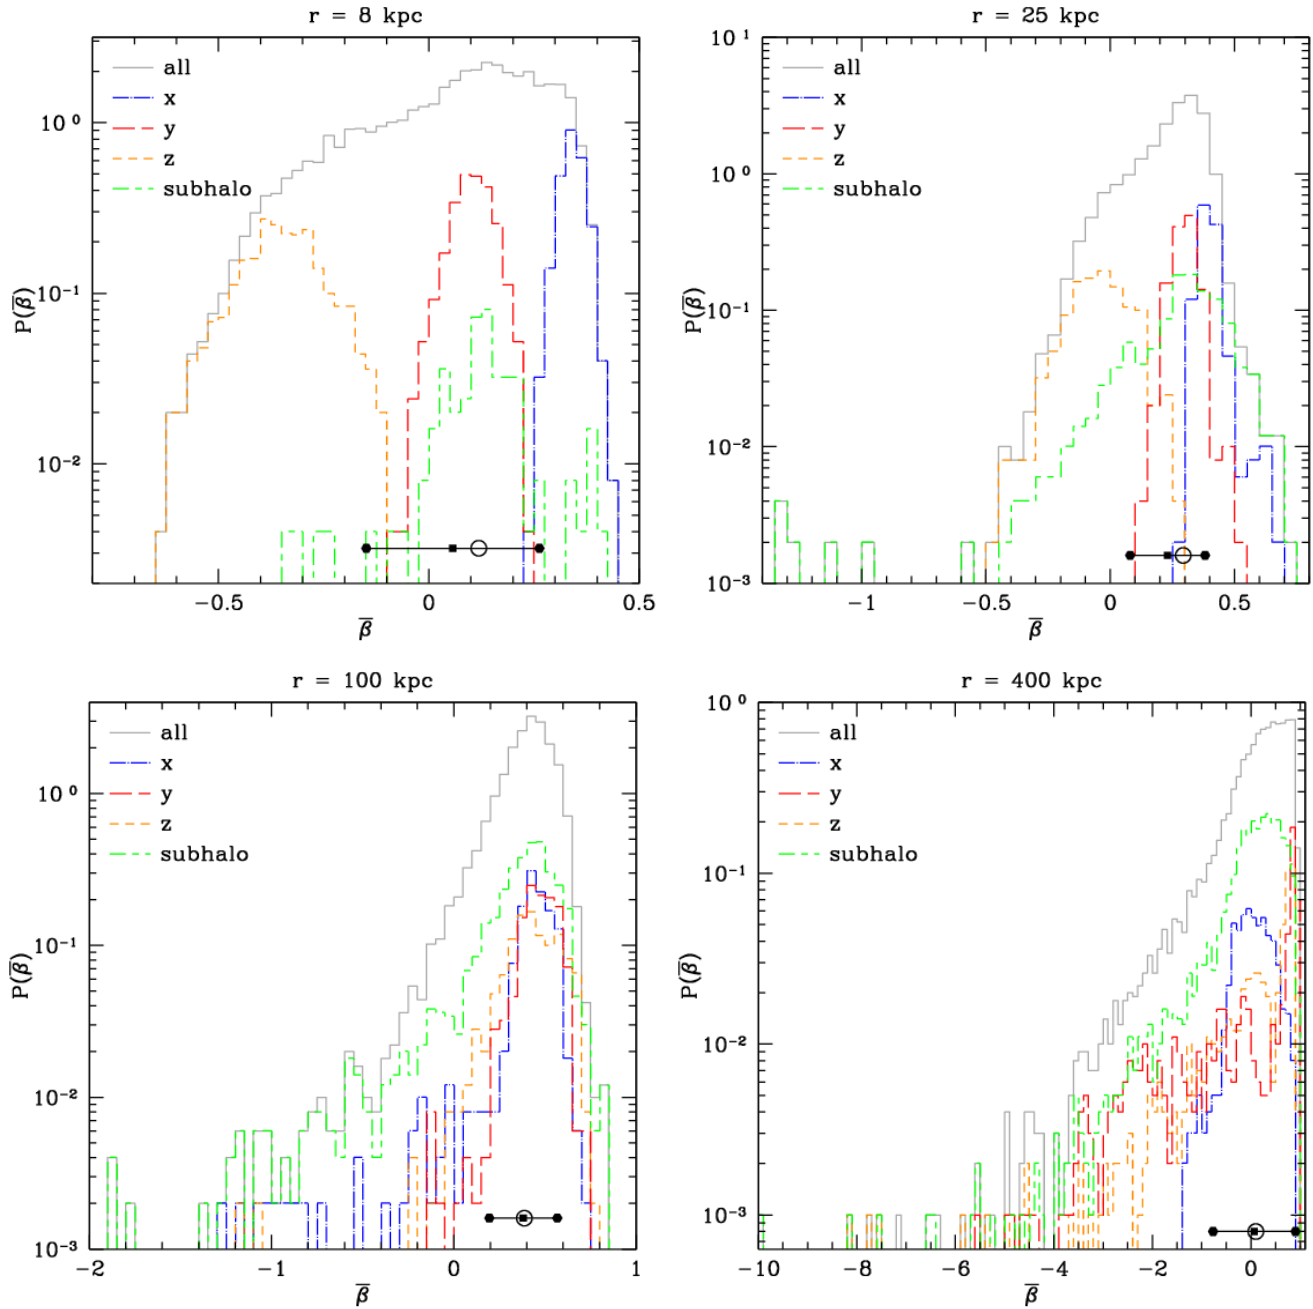 r = 8 kpc
all
x
y
z
subhalo
10⁰
10⁻¹
10⁻²
P(β̅)
−0.5
0
0.5
β̅
r = 25 kpc
all
x
y
z
subhalo
10¹
10⁰
10⁻¹
10⁻²
10⁻³
P(β̅)
−1
−0.5
0
0.5
β̅
r = 100 kpc
all
x
y
z
subhalo
10⁰
10⁻¹
10⁻²
10⁻³
P(β̅)
−2
−1
0
1
β̅
r = 400 kpc
all
x
y
z
subhalo
10⁰
10⁻¹
10⁻²
10⁻³
P(β̅)
−10
−8
−6
−4
−2
0
β̅